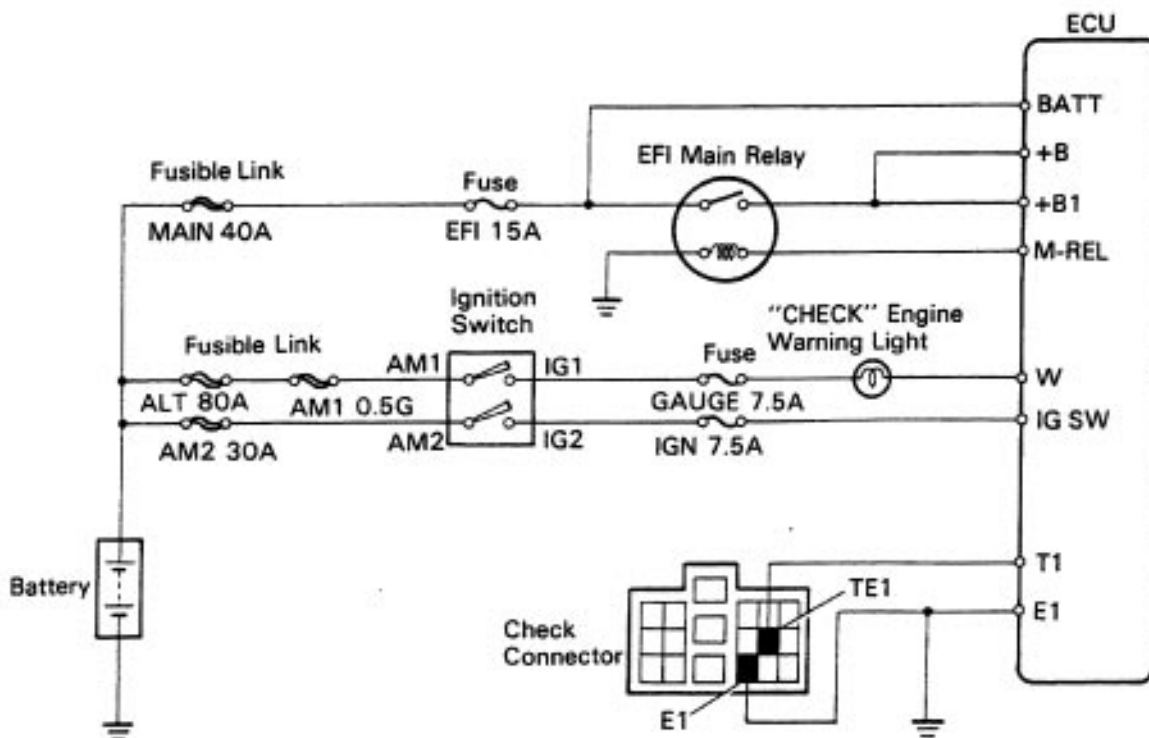 ECU
BATT
+B
EFI Main Relay
Fusible Link
Fuse
+B1
MAIN 40A
EFI 15A
M-REL
Ignition
Switch
"CHECK" Engine
Warning Light
Fusible Link
Fuse
AM1
IG1
W
ALT 80A
AM1 0.5G
GAUGE 7.5A
AM2
IG2
IG SW
AM2 30A
IGN 7.5A
T1
Battery
TE1
E1
Check
Connector
E1